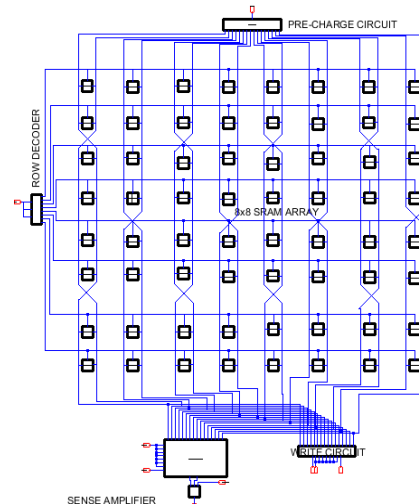 PRE-CHARGE CIRCUIT
ROW DECODER
8x8 SRAM ARRAY
WRITE CIRCUIT
SENSE AMPLIFIER